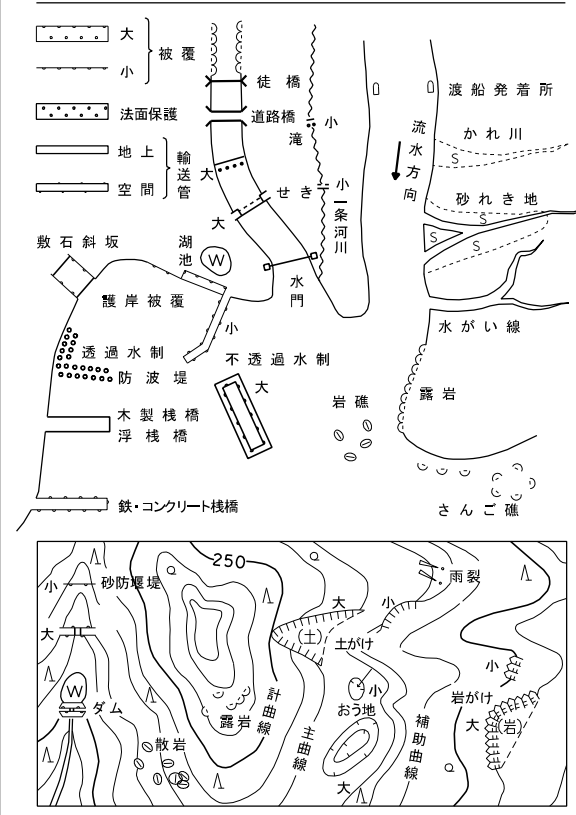 大
小
被覆
法面保護
地上
空間
輸送管
徒橋
道路橋
小
滝
大
せき
小
大
一条河川
流水方向
渡船発着所
かれ川
S
砂れき地
S
S
S
敷石斜坂
湖池
W
水門
護岸被覆
小
水がい線
透過水制
不透過水制
防波堤
大
露岩
岩礁
木製桟橋
浮桟橋
鉄・コンクリート桟橋
さんご礁
250
雨裂
小
砂防堰堤
大
小
大
(土)
土がけ
小
W
ダム
小
おう地
岩がけ
大
(岩)
露岩
計曲線
主曲線
補助曲線
散岩
大